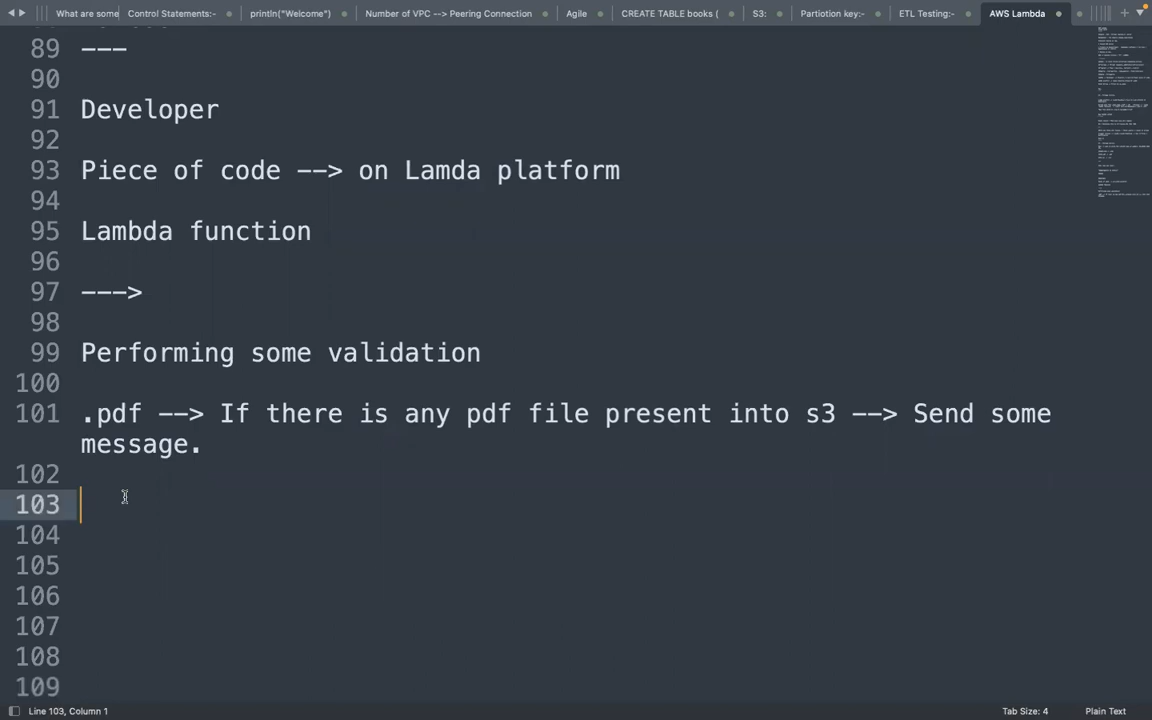 What are some
Control Statements:-
println("Welcome")
Number of VPC --> Peering Connection
Agile
CREATE TABLE books (
S3:
Partiotion key:-
ETL Testing:-
AWS Lambda
89 ---
90
91 Developer
92
93 Piece of code --> on Lamda platform
94
95 Lambda function
96
97 --->
98
99 Performing some validation
100
101 .pdf --> If there is any pdf file present into s3 --> Send some
message.
102
103
104
105
106
107
108
109
Line 103, Column 1
Tab Size: 4
Plain Text